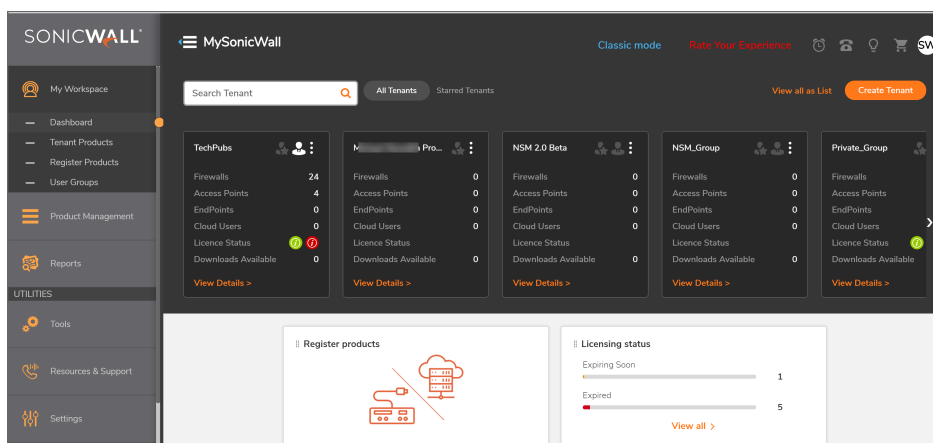 SONICWALL
MySonicWall
Classic mode
Rate Your Experience
SW
My Workspace
Dashboard
Tenant Products
Register Products
User Groups
Product Management
Reports
UTILITIES
Tools
Resources & Support
Settings
Search Tenant
All Tenants
Starred Tenants
View all as List
Create Tenant
TechPubs
Firewalls 24
Access Points 4
EndPoints 0
Cloud Users 0
Licence Status
Downloads Available 0
View Details >
Pro...
Firewalls 0
Access Points 0
EndPoints 0
Cloud Users 0
Licence Status
Downloads Available 0
View Details >
NSM 2.0 Beta
Firewalls 0
Access Points 0
EndPoints 0
Cloud Users 0
Licence Status
Downloads Available 0
View Details >
NSM_Group
Firewalls 0
Access Points 0
EndPoints 0
Cloud Users 0
Licence Status
Downloads Available 0
View Details >
Private_Group
Firewalls
Access Points
EndPoints
Cloud Users
Licence Status
Downloads Available
View Details >
Register products
Licensing status
Expiring Soon
1
Expired
5
View all >